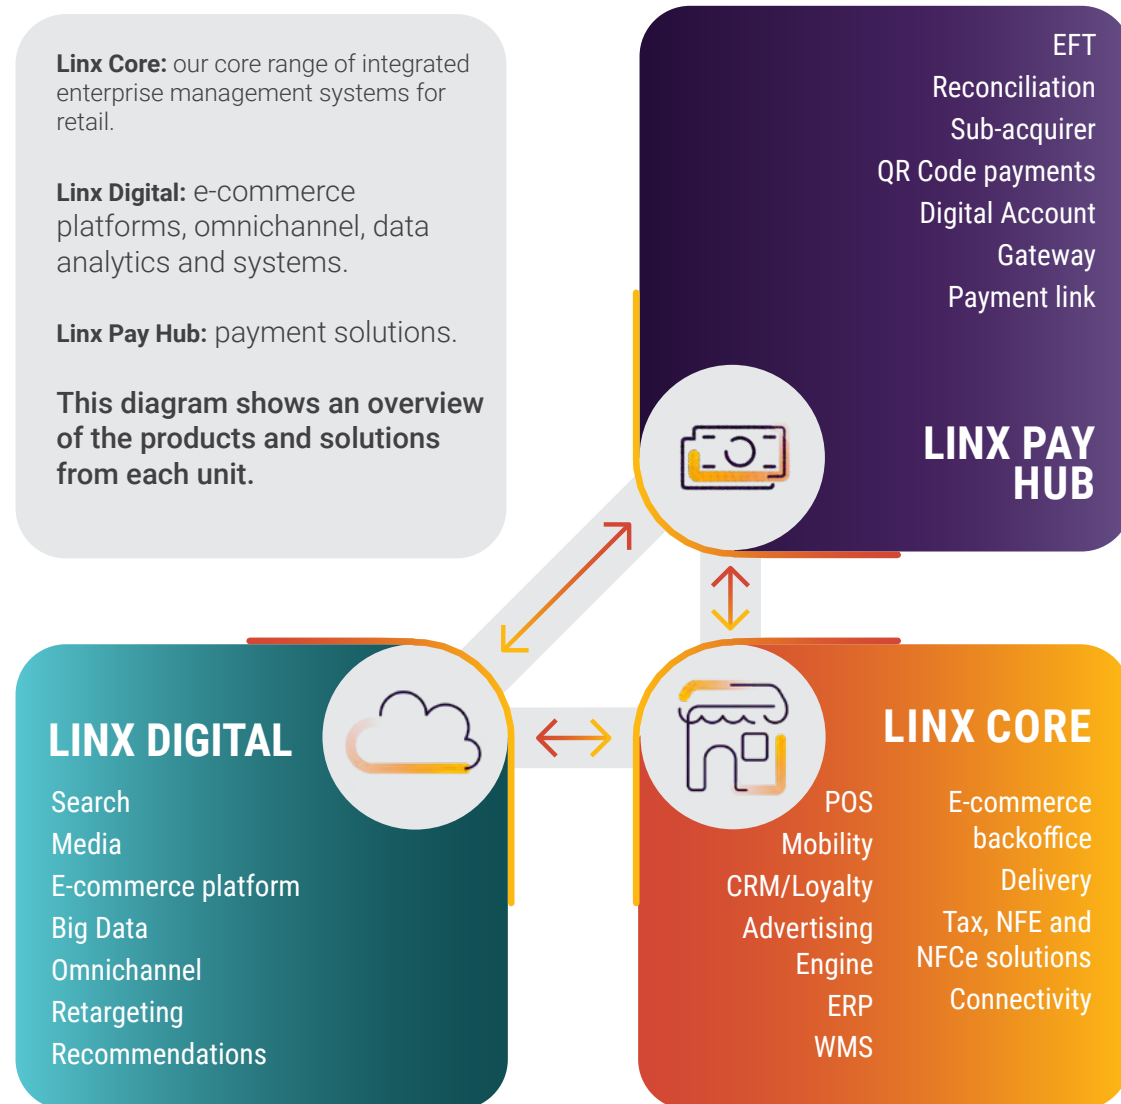 Linx Core: our core range of integrated
enterprise management systems for
retail.
Linx Digital: e-commerce
platforms, omnichannel, data
analytics and systems.
Linx Pay Hub: payment solutions.
This diagram shows an overview
of the products and solutions
from each unit.
EFT
Reconciliation
Sub-acquirer
QR Code payments
Digital Account
Gateway
Payment link
LINX PAY
HUB
LINX DIGITAL
Search
Media
E-commerce platform
Big Data
Omnichannel
Retargeting
Recommendations
LINX CORE
POS
Mobility
CRM/Loyalty
Advertising
Engine
ERP
WMS
E-commerce
backoffice
Delivery
Tax, NFE and
NFCe solutions
Connectivity